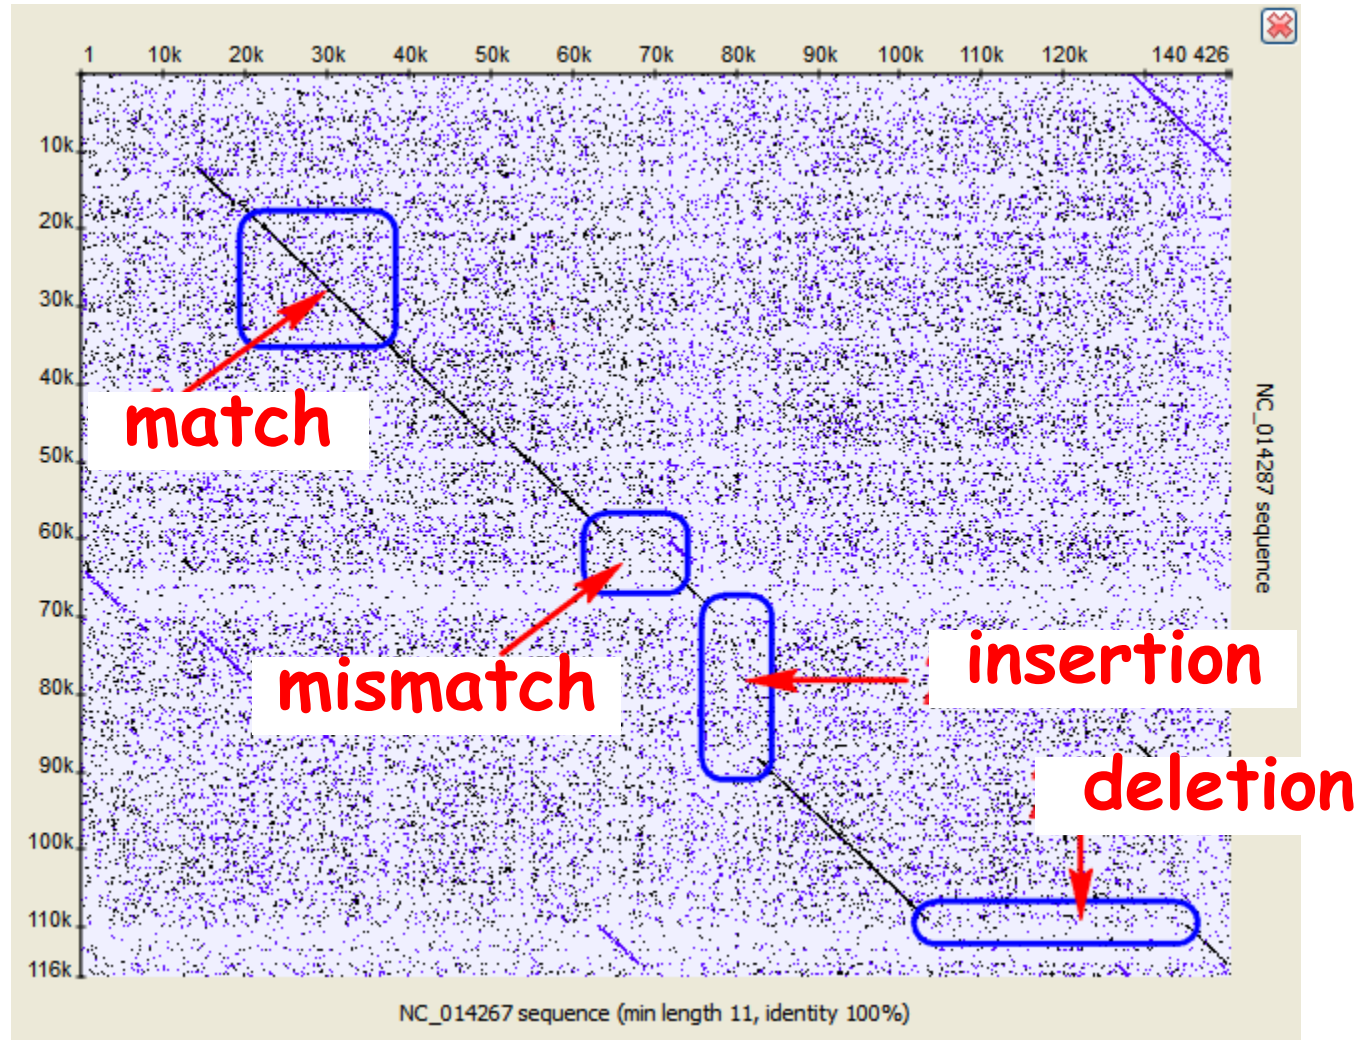 1 10k 20k 30k 40k 50k 60k 70k 80k 90k 100k 110k 120k 140 426
10k
20k
30k
40k
match
50k
60k
70k
mismatch
insertion
80k
90k
deletion
100k
110k
116k
NC_014287 sequence
NC_014267 sequence (min length 11, identity 100%)